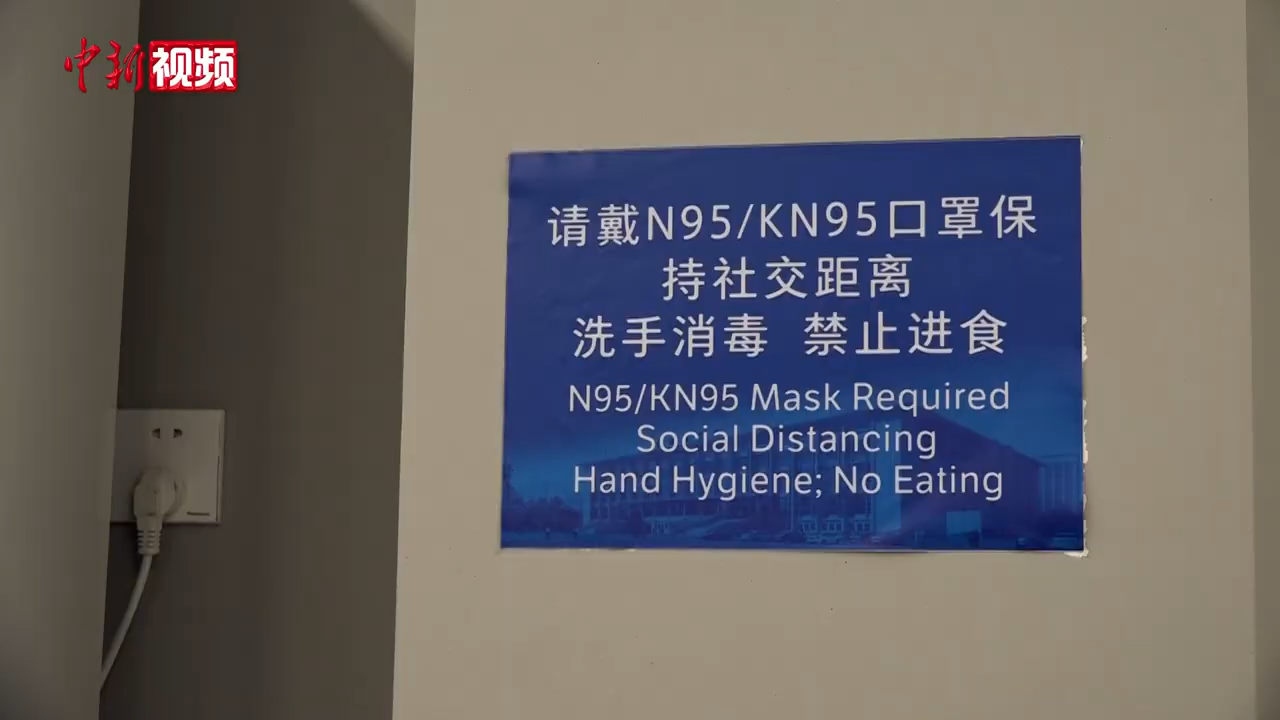 中新视频
请戴N95/KN95口罩保
持社交距离
洗手消毒 禁止进食
N95/KN95 Mask Required
Social Distancing
Hand Hygiene; No Eating